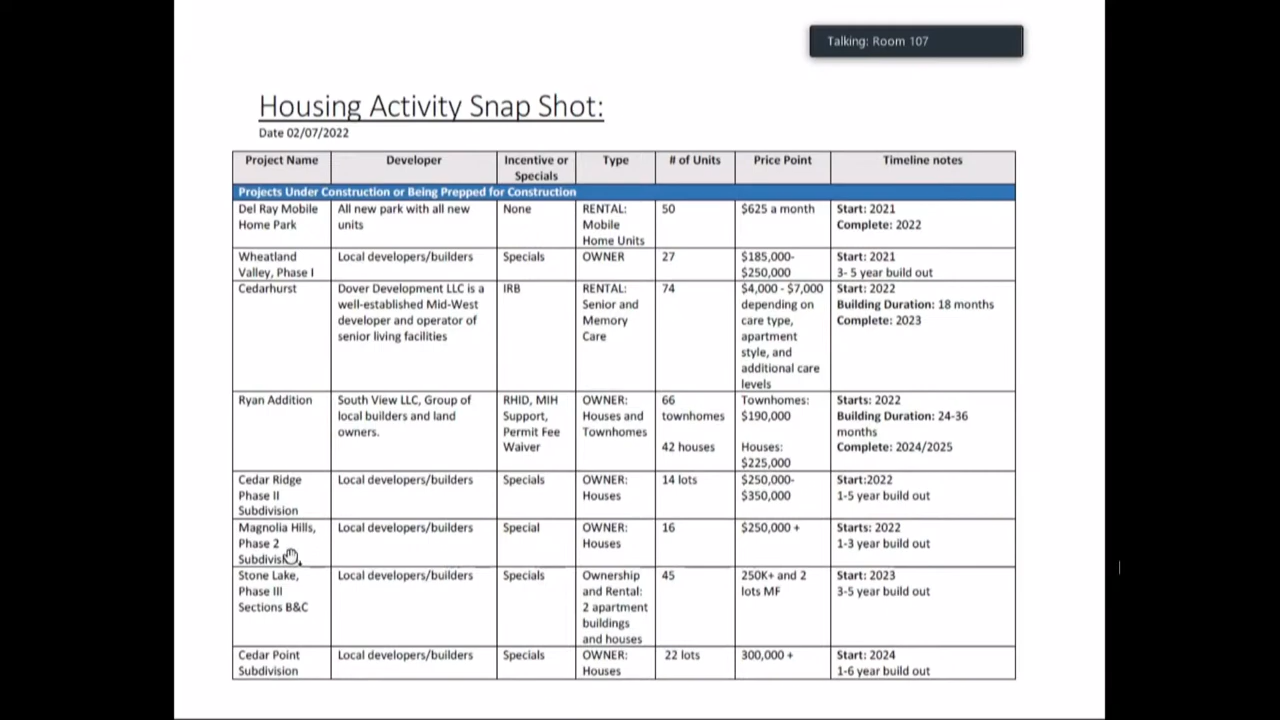 Talking: Room 107
Housing Activity Snap Shot:
Date 02/07/2022
Project Name
Developer
Incentive or
Specials
Type
# of Units
Price Point
Timeline notes
Projects Under Construction or Being Prepped for Construction
Del Ray Mobile
Home Park
All new park with all new
units
None
RENTAL:
Mobile
Home Units
50
$625 a month
Start: 2021
Complete: 2022
Wheatland
Valley, Phase I
Local developers/builders
Specials
OWNER
27
$185,000-
$250,000
Start: 2021
3- 5 year build out
Cedarhurst
Dover Development LLC is a
well-established Mid-West
developer and operator of
senior living facilities
IRB
RENTAL:
Senior and
Memory
Care
74
$4,000 - $7,000
depending on
care type,
apartment
style, and
additional care
levels
Start: 2022
Building Duration: 18 months
Complete: 2023
Ryan Addition
South View LLC, Group of
local builders and land
owners.
RHID, MIH
Support,
Permit Fee
Waiver
OWNER:
Houses and
Townhomes
66
townhomes
42 houses
Townhomes:
$190,000
Houses:
$225,000
Starts: 2022
Building Duration: 24-36
months
Complete: 2024/2025
Cedar Ridge
Phase II
Subdivision
Local developers/builders
Specials
OWNER:
Houses
14 lots
$250,000-
$350,000
Start:2022
1-5 year build out
Magnolia Hills,
Phase 2
Local developers/builders
Special
OWNER:
Houses
16
$250,000 +
Starts: 2022
1-3 year build out
Stone Lake,
Phase III
Sections B&C
Local developers/builders
Specials
Ownership
and Rental:
2 apartment
buildings
and houses
45
250K+ and 2
lots MF
Start: 2023
3-5 year build out
Cedar Point
Subdivision
Local developers/builders
Specials
OWNER:
Houses
22 lots
300,000 +
Start: 2024
1-6 year build out